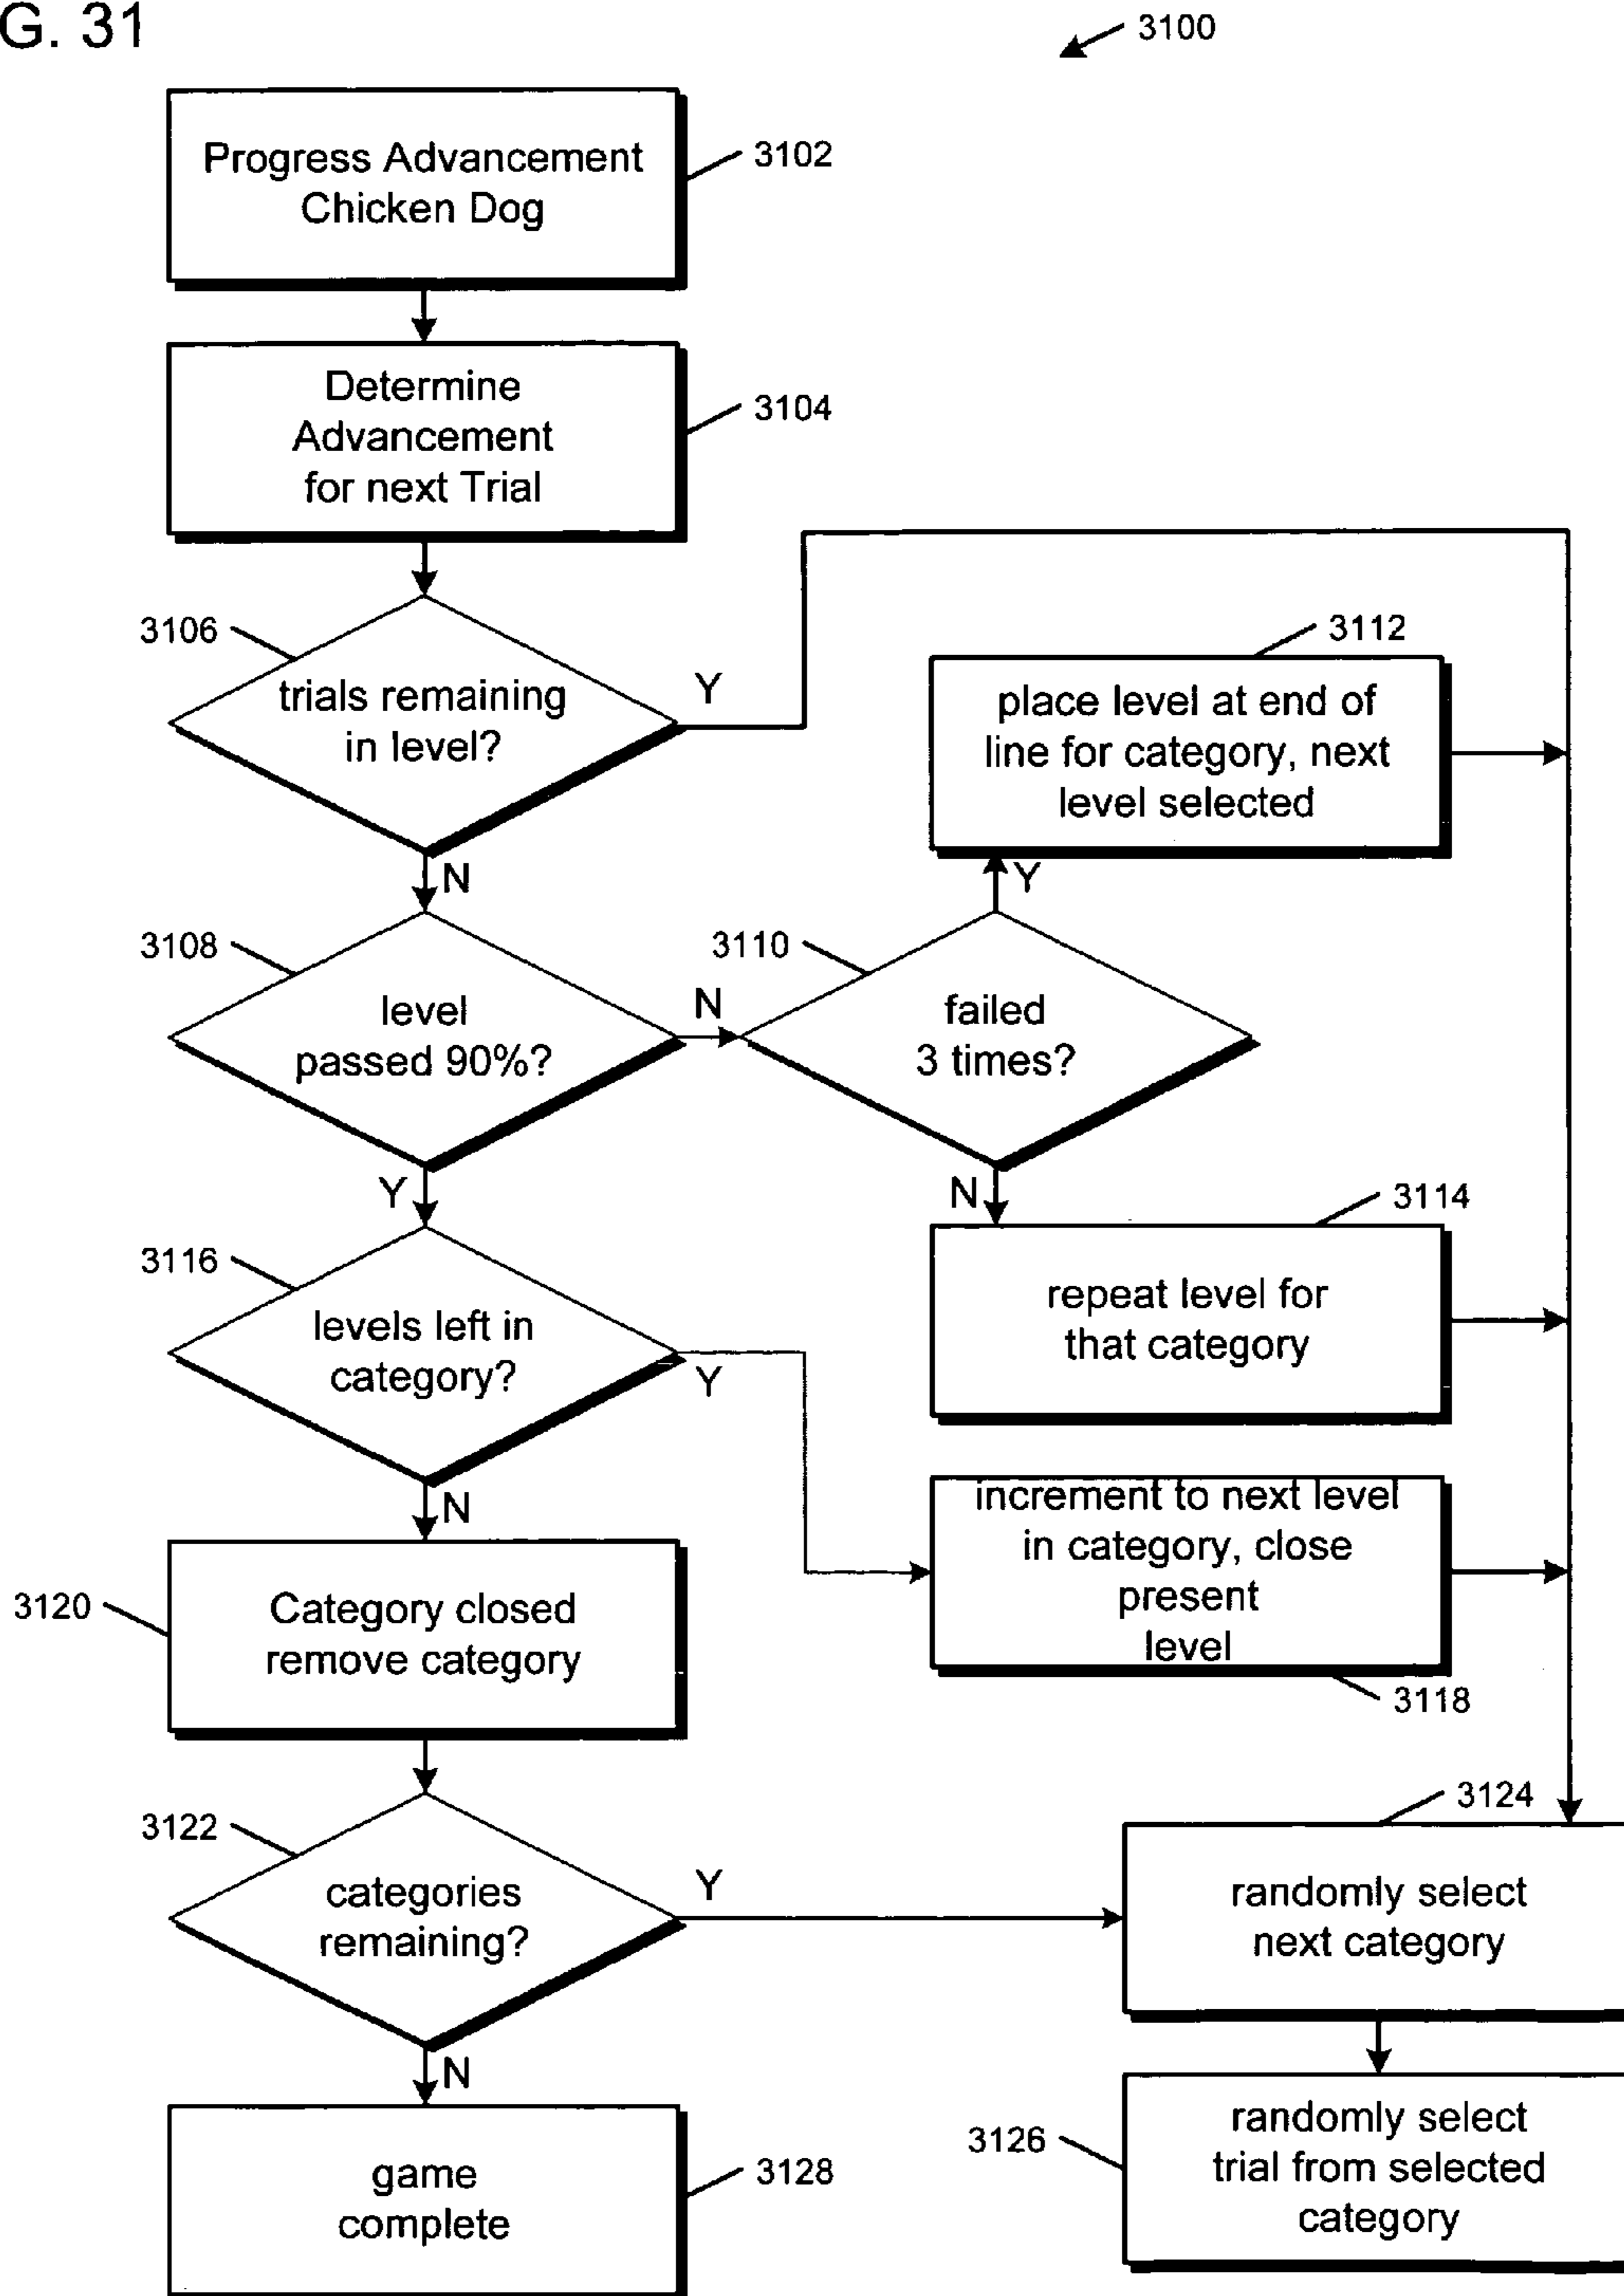 G. 31
3100
Progress Advancement
Chicken Dog
3102
Determine
Advancement
for next Trial
3104
3106
trials remaining
in level?
Y
N
3112
place level at end of
line for category, next
level selected
Y
3108
level
passed 90%?
N
Y
3110
failed
3 times?
N
3114
repeat level for
that category
3116
levels left in
category?
Y
N
increment to next level
in category, close
present
level
3118
3120
Category closed
remove category
3122
categories
remaining?
Y
N
3124
randomly select
next category
3126
randomly select
trial from selected
category
game
complete
3128